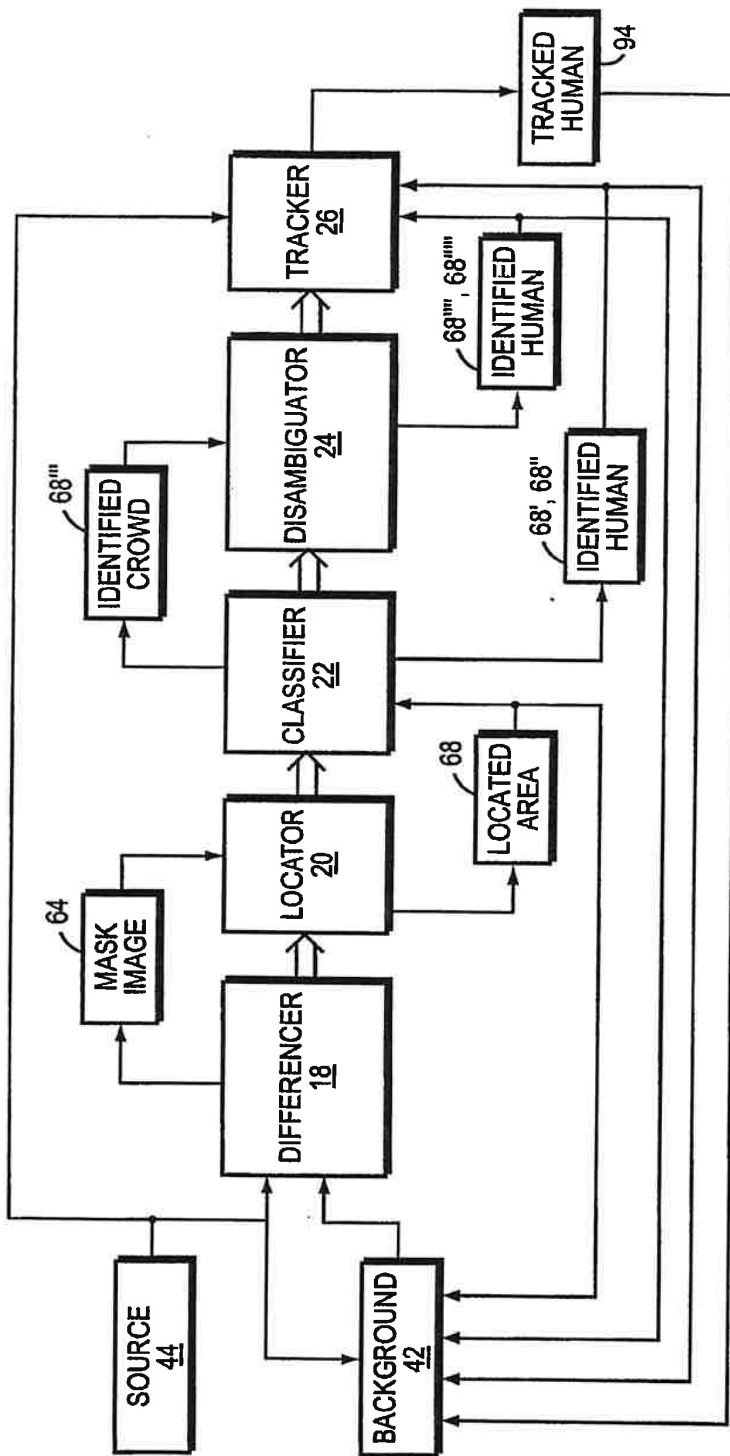 SOURCE
44
BACKGROUND
42
DIFFERENCER
18
MASK
IMAGE
64
LOCATOR
20
LOCATED
AREA
68
CLASSIFIER
22
IDENTIFIED
CROWD
68'''
IDENTIFIED
HUMAN
68', 68''
DISAMBIGUATOR
24
IDENTIFIED
HUMAN
68'''', 68'''''
TRACKER
26
TRACKED
HUMAN
94